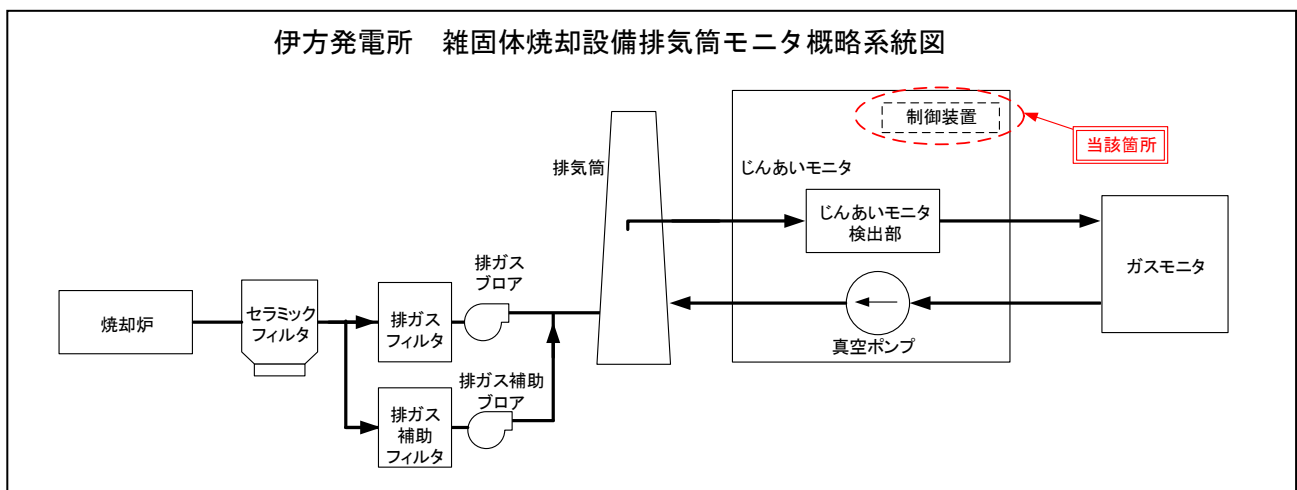 伊方発電所　雑固体焼却設備排気筒モニタ概略系統図
制御装置
当該箇所
排気筒
じんあいモニタ
じんあいモニタ
検出部
ガスモニタ
真空ポンプ
排ガス
ブロア
焼却炉
セラミック
フィルタ
排ガス
フィルタ
排ガス補助
ブロア
排ガス
補助
フィルタ